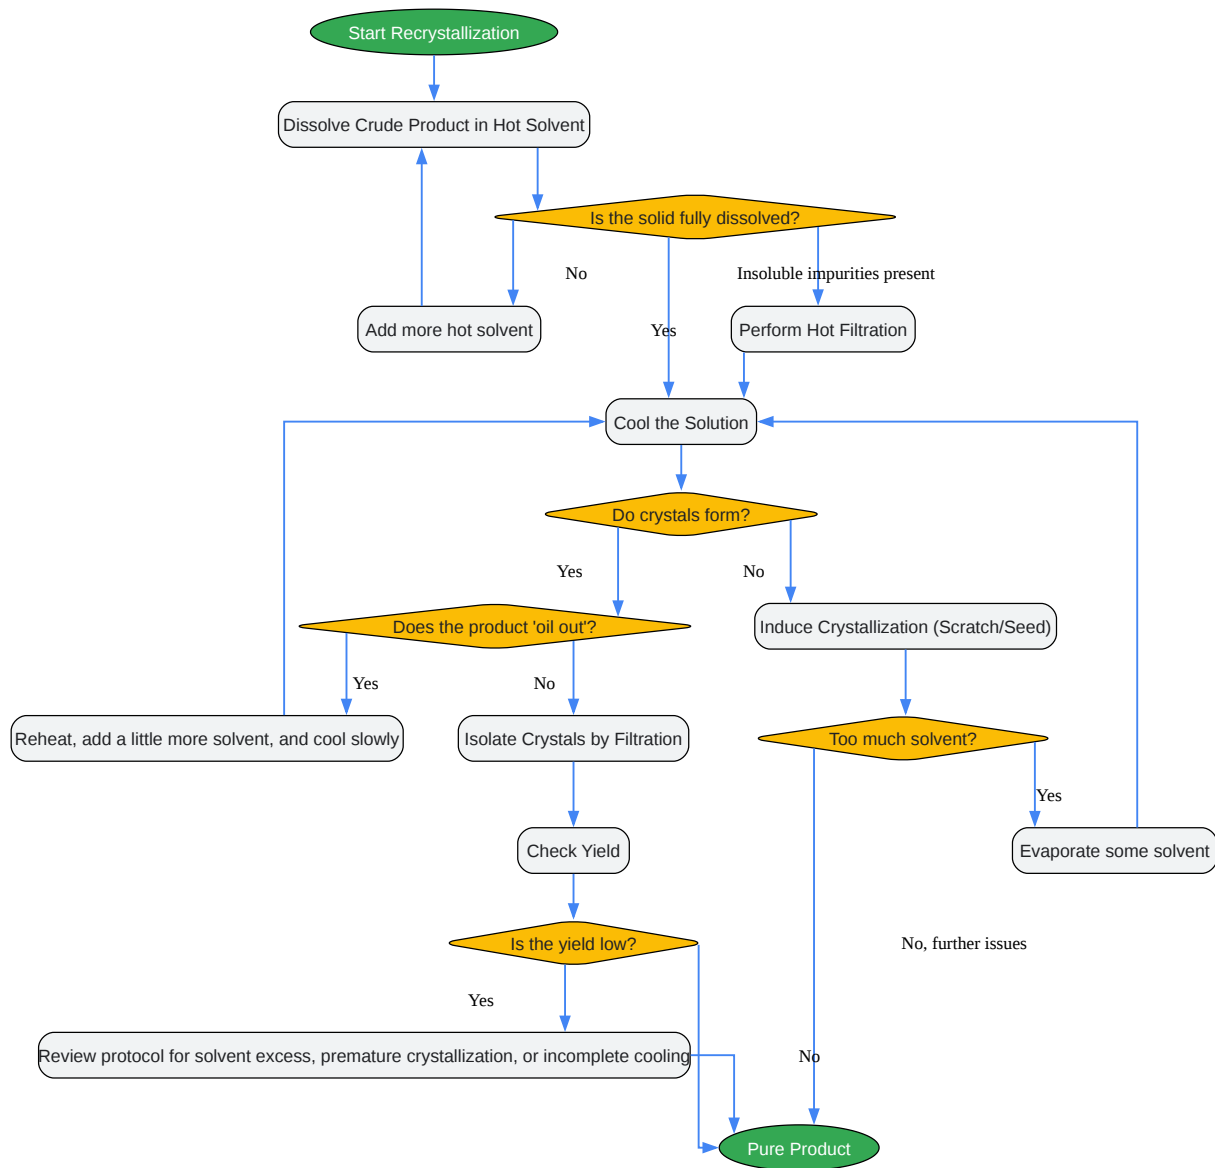 Start Recrystallization
Dissolve Crude Product in Hot Solvent
Is the solid fully dissolved?
No
Insoluble impurities present
Add more hot solvent
Yes
Perform Hot Filtration
Cool the Solution
Do crystals form?
Yes
No
Does the product 'oil out'?
Induce Crystallization (Scratch/Seed)
Yes
No
Reheat, add a little more solvent, and cool slowly
Isolate Crystals by Filtration
Too much solvent?
Yes
Check Yield
Evaporate some solvent
Is the yield low?
No, further issues
Yes
Review protocol for solvent excess, premature crystallization, or incomplete cooling
No
Pure Product